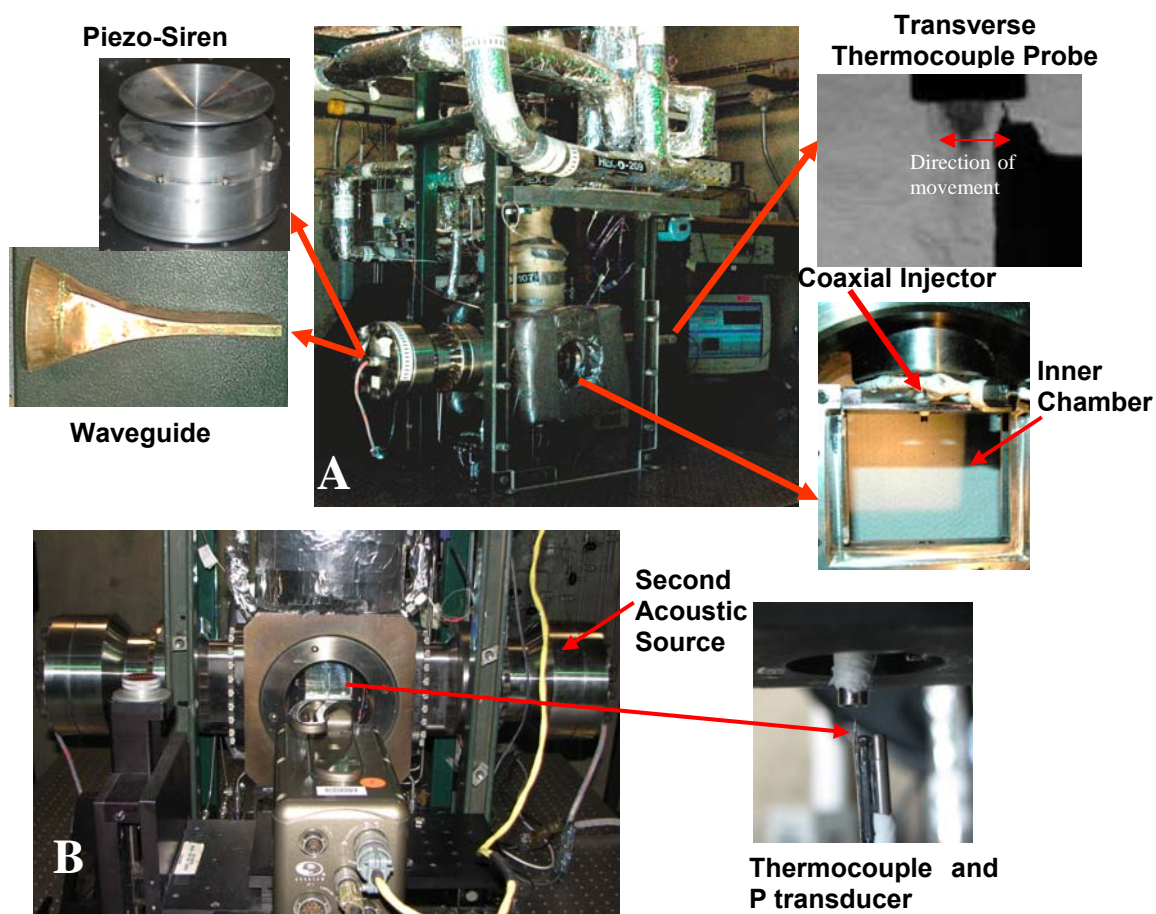 Piezo-Siren
Transverse
Thermocouple Probe
Direction of
movement
Coaxial Injector
Inner
Chamber
Waveguide
A
Second
Acoustic
Source
B
Thermocouple and
P transducer